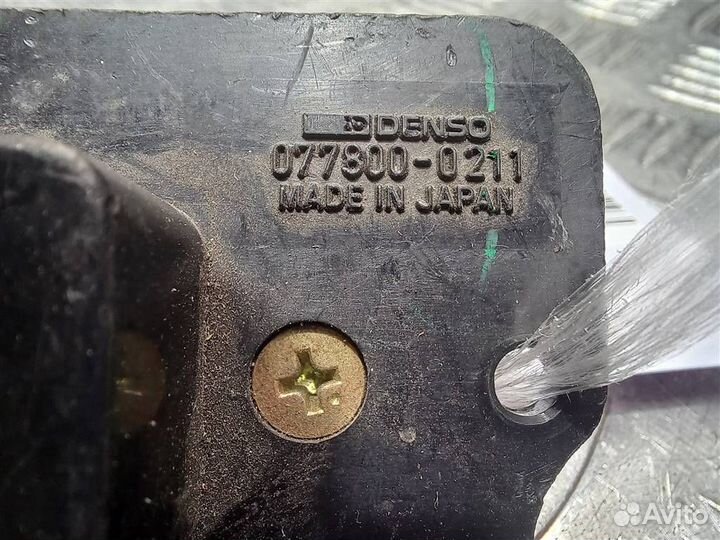 DENSO
077800-0211
MADE IN JAPAN
Avito